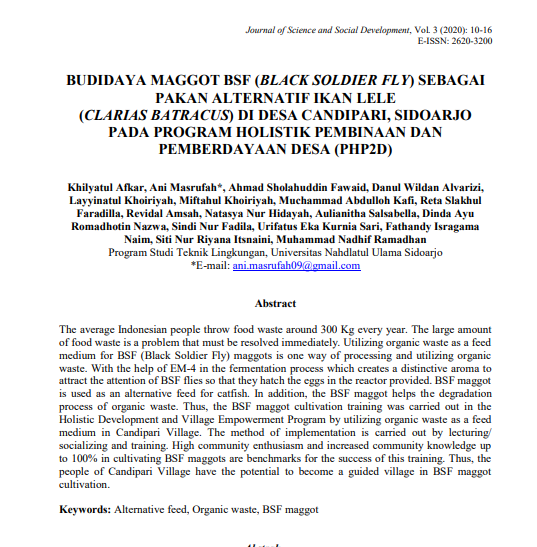 Journal of Science and Social Development, Vol. 3 (2020): 10-16
E-ISSN: 2620-3200
BUDIDAYA MAGGOT BSF (BLACK SOLDIER FLY) SEBAGAI
PAKAN ALTERNATIF IKAN LELE
(CLARIAS BATRACUS) DI DESA CANDIPARI, SIDOARJO
PADA PROGRAM HOLISTIK PEMBINAAN DAN
PEMBERDAYAAN DESA (PHP2D)
Khilyatul Afkar, Ani Masrufah*, Ahmad Sholahuddin Fawaid, Danul Wildan Alvarizi,
Layyinatul Khoiriyah, Miftahul Khoiriyah, Muchammad Abdulloh Kafi, Reta Slakhul
Faradilla, Revidal Amsah, Natasya Nur Hidayah, Aulianitha Salsabella, Dinda Ayu
Romadhotin Nazwa, Sindi Nur Fadila, Urifatus Eka Kurnia Sari, Fathandy Isragama
Naim, Siti Nur Riyana Itsnaini, Muhammad Nadhif Ramadhan
Program Studi Teknik Lingkungan, Universitas Nahdlatul Ulama Sidoarjo
*E-mail: ani.masrufah09@gmail.com
Abstract
The average Indonesian people throw food waste around 300 Kg every year. The large amount
of food waste is a problem that must be resolved immediately. Utilizing organic waste as a feed
medium for BSF (Black Soldier Fly) maggots is one way of processing and utilizing organic
waste. With the help of EM-4 in the fermentation process which creates a distinctive aroma to
attract the attention of BSF flies so that they hatch the eggs in the reactor provided. BSF maggot
is used as an alternative feed for catfish. In addition, the BSF maggot helps the degradation
process of organic waste. Thus, the BSF maggot cultivation training was carried out in the
Holistic Development and Village Empowerment Program by utilizing organic waste as a feed
medium in Candipari Village. The method of implementation is carried out by lecturing/
socializing and training. High community enthusiasm and increased community knowledge up
to 100% in cultivating BSF maggots are benchmarks for the success of this training. Thus, the
people of Candipari Village have the potential to become a guided village in BSF maggot
cultivation.
Keywords: Alternative feed, Organic waste, BSF maggot